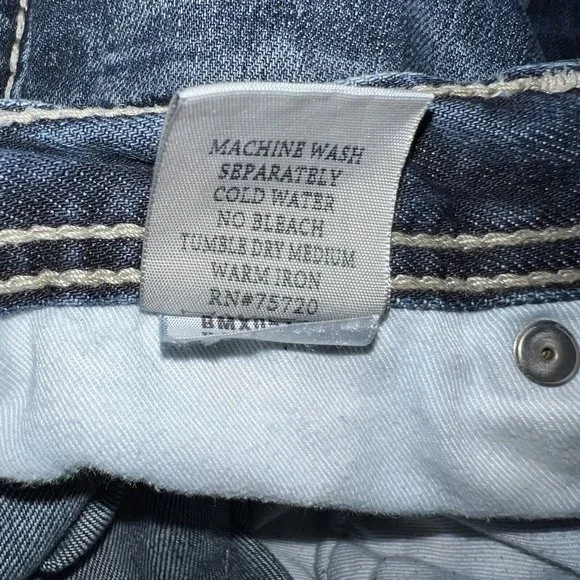 MACHINE WASH
SEPARATELY
COLD WATER
NO BLEACH
TUMBLE DRY MEDIUM
WARM IRON
RN#75720